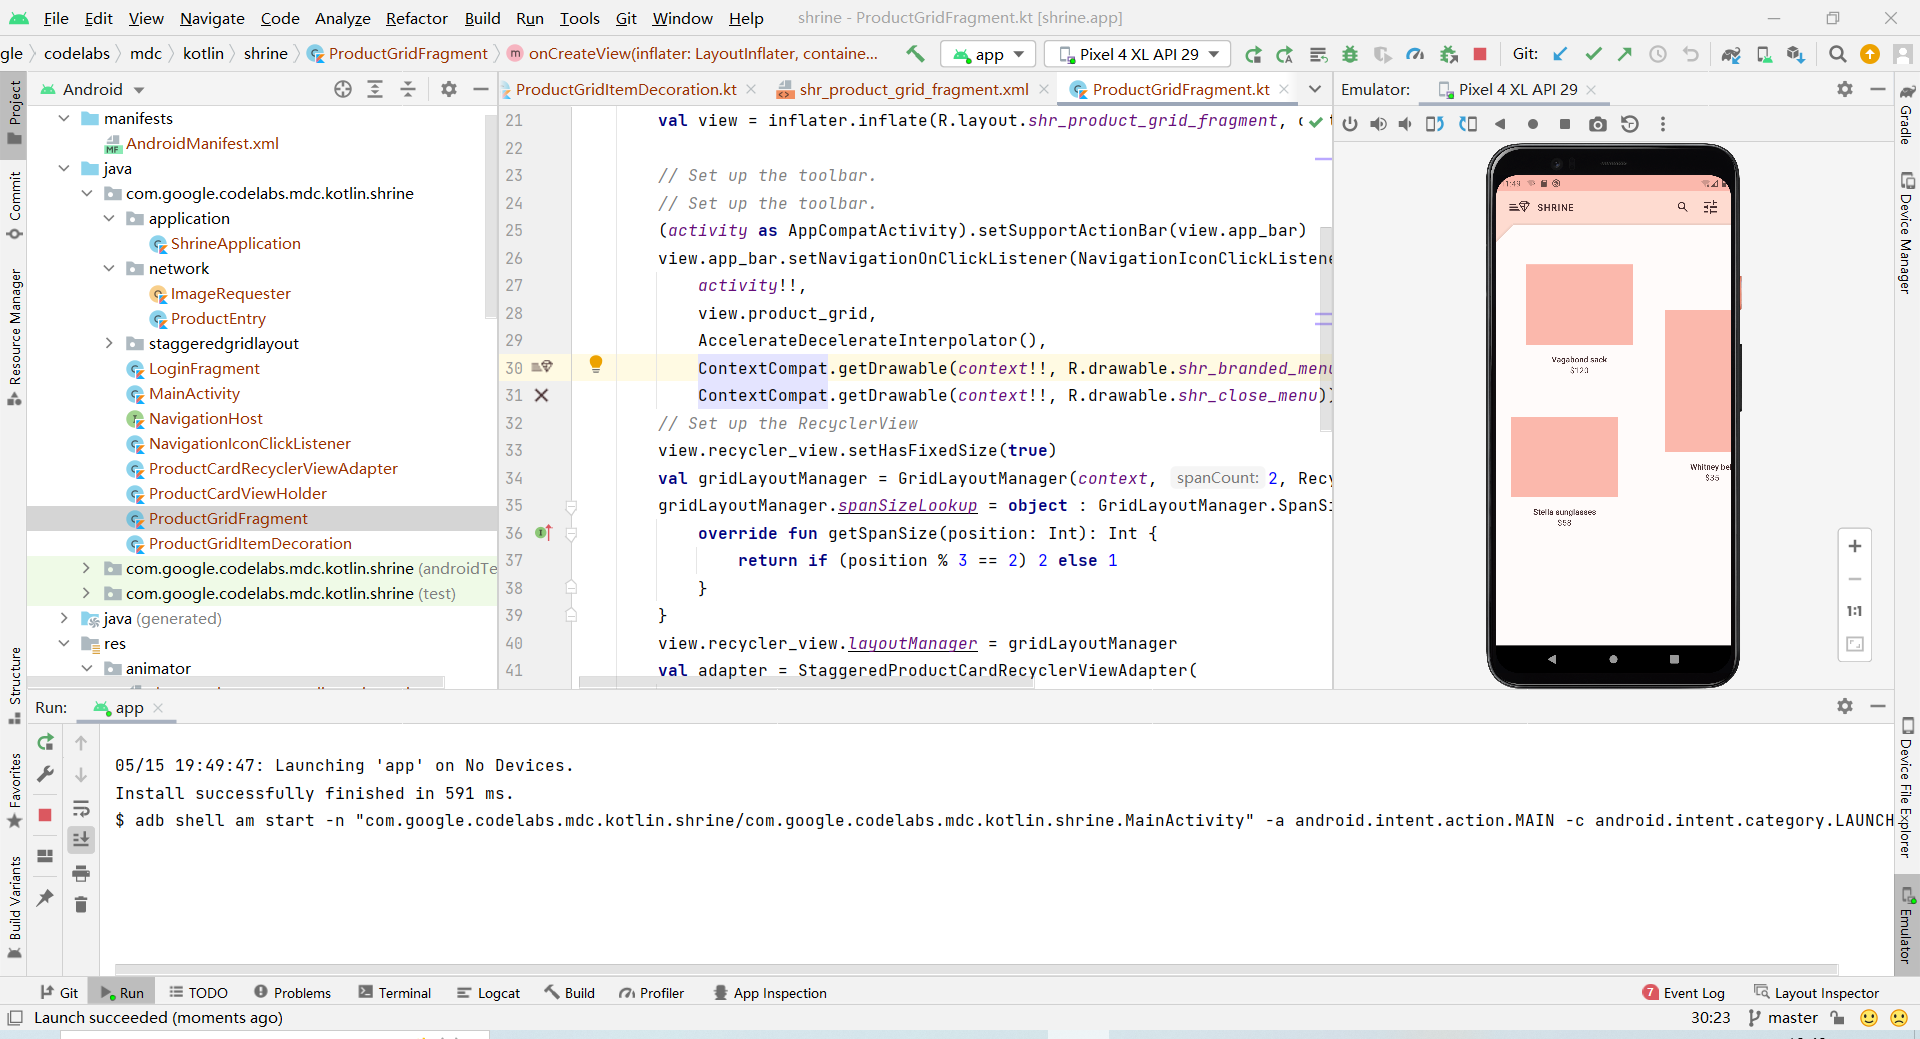 File Edit View Navigate Code Analyze Refactor Build Run Tools Git Window Help shrine - ProductGridFragment.kt [shrine.app]
gle codelabs mdc kotlin shrine ProductGridFragment onCreateView(inflater: LayoutInflater, containe... app Pixel 4 XL API 29 Git:
Android
ProductGridItemDecoration.kt shr_product_grid_fragment.xml ProductGridFragment.kt
Emulator: Pixel 4 XL API 29
Project
Commit
Resource Manager
Structure
Favorites
Build Variants
manifests
AndroidManifest.xml
java
com.google.codelabs.mdc.kotlin.shrine
application
ShrineApplication
network
ImageRequester
ProductEntry
staggeredgridlayout
LoginFragment
MainActivity
NavigationHost
NavigationIconClickListener
ProductCardRecyclerViewAdapter
ProductCardViewHolder
ProductGridFragment
ProductGridItemDecoration
com.google.codelabs.mdc.kotlin.shrine (androidTe
com.google.codelabs.mdc.kotlin.shrine (test)
java (generated)
res
animator
21 val view = inflater.inflate(R.layout.shr_product_grid_fragment, c
22
23 // Set up the toolbar.
24 // Set up the toolbar.
25 (activity as AppCompatActivity).setSupportActionBar(view.app_bar)
26 view.app_bar.setNavigationOnClickListener(NavigationIconClickListene
27 activity!!,
28 view.product_grid,
29 AccelerateDecelerateInterpolator(),
30 ContextCompat.getDrawable(context!!, R.drawable.shr_branded_menu
31 ContextCompat.getDrawable(context!!, R.drawable.shr_close_menu))
32 // Set up the RecyclerView
33 view.recycler_view.setHasFixedSize(true)
34 val gridLayoutManager = GridLayoutManager(context, spanCount: 2, Recy
35 gridLayoutManager.spanSizeLookup = object : GridLayoutManager.SpanSi
36 override fun getSpanSize(position: Int): Int {
37 return if (position % 3 == 2) 2 else 1
38 }
39 }
40 view.recycler_view.layoutManager = gridLayoutManager
41 val adapter = StaggeredProductCardRecyclerViewAdapter(
1:49
SHRINE
Vagabond sack
$120
Whitney bel
$35
Stella sunglasses
$58
1:1
Gradle
Device Manager
Device File Explorer
Emulator
Run: app
05/15 19:49:47: Launching 'app' on No Devices.
Install successfully finished in 591 ms.
$ adb shell am start -n "com.google.codelabs.mdc.kotlin.shrine/com.google.codelabs.mdc.kotlin.shrine.MainActivity" -a android.intent.action.MAIN -c android.intent.category.LAUNCH
Git Run TODO Problems Terminal Logcat Build Profiler App Inspection 7 Event Log Layout Inspector
Launch succeeded (moments ago) 30:23 master